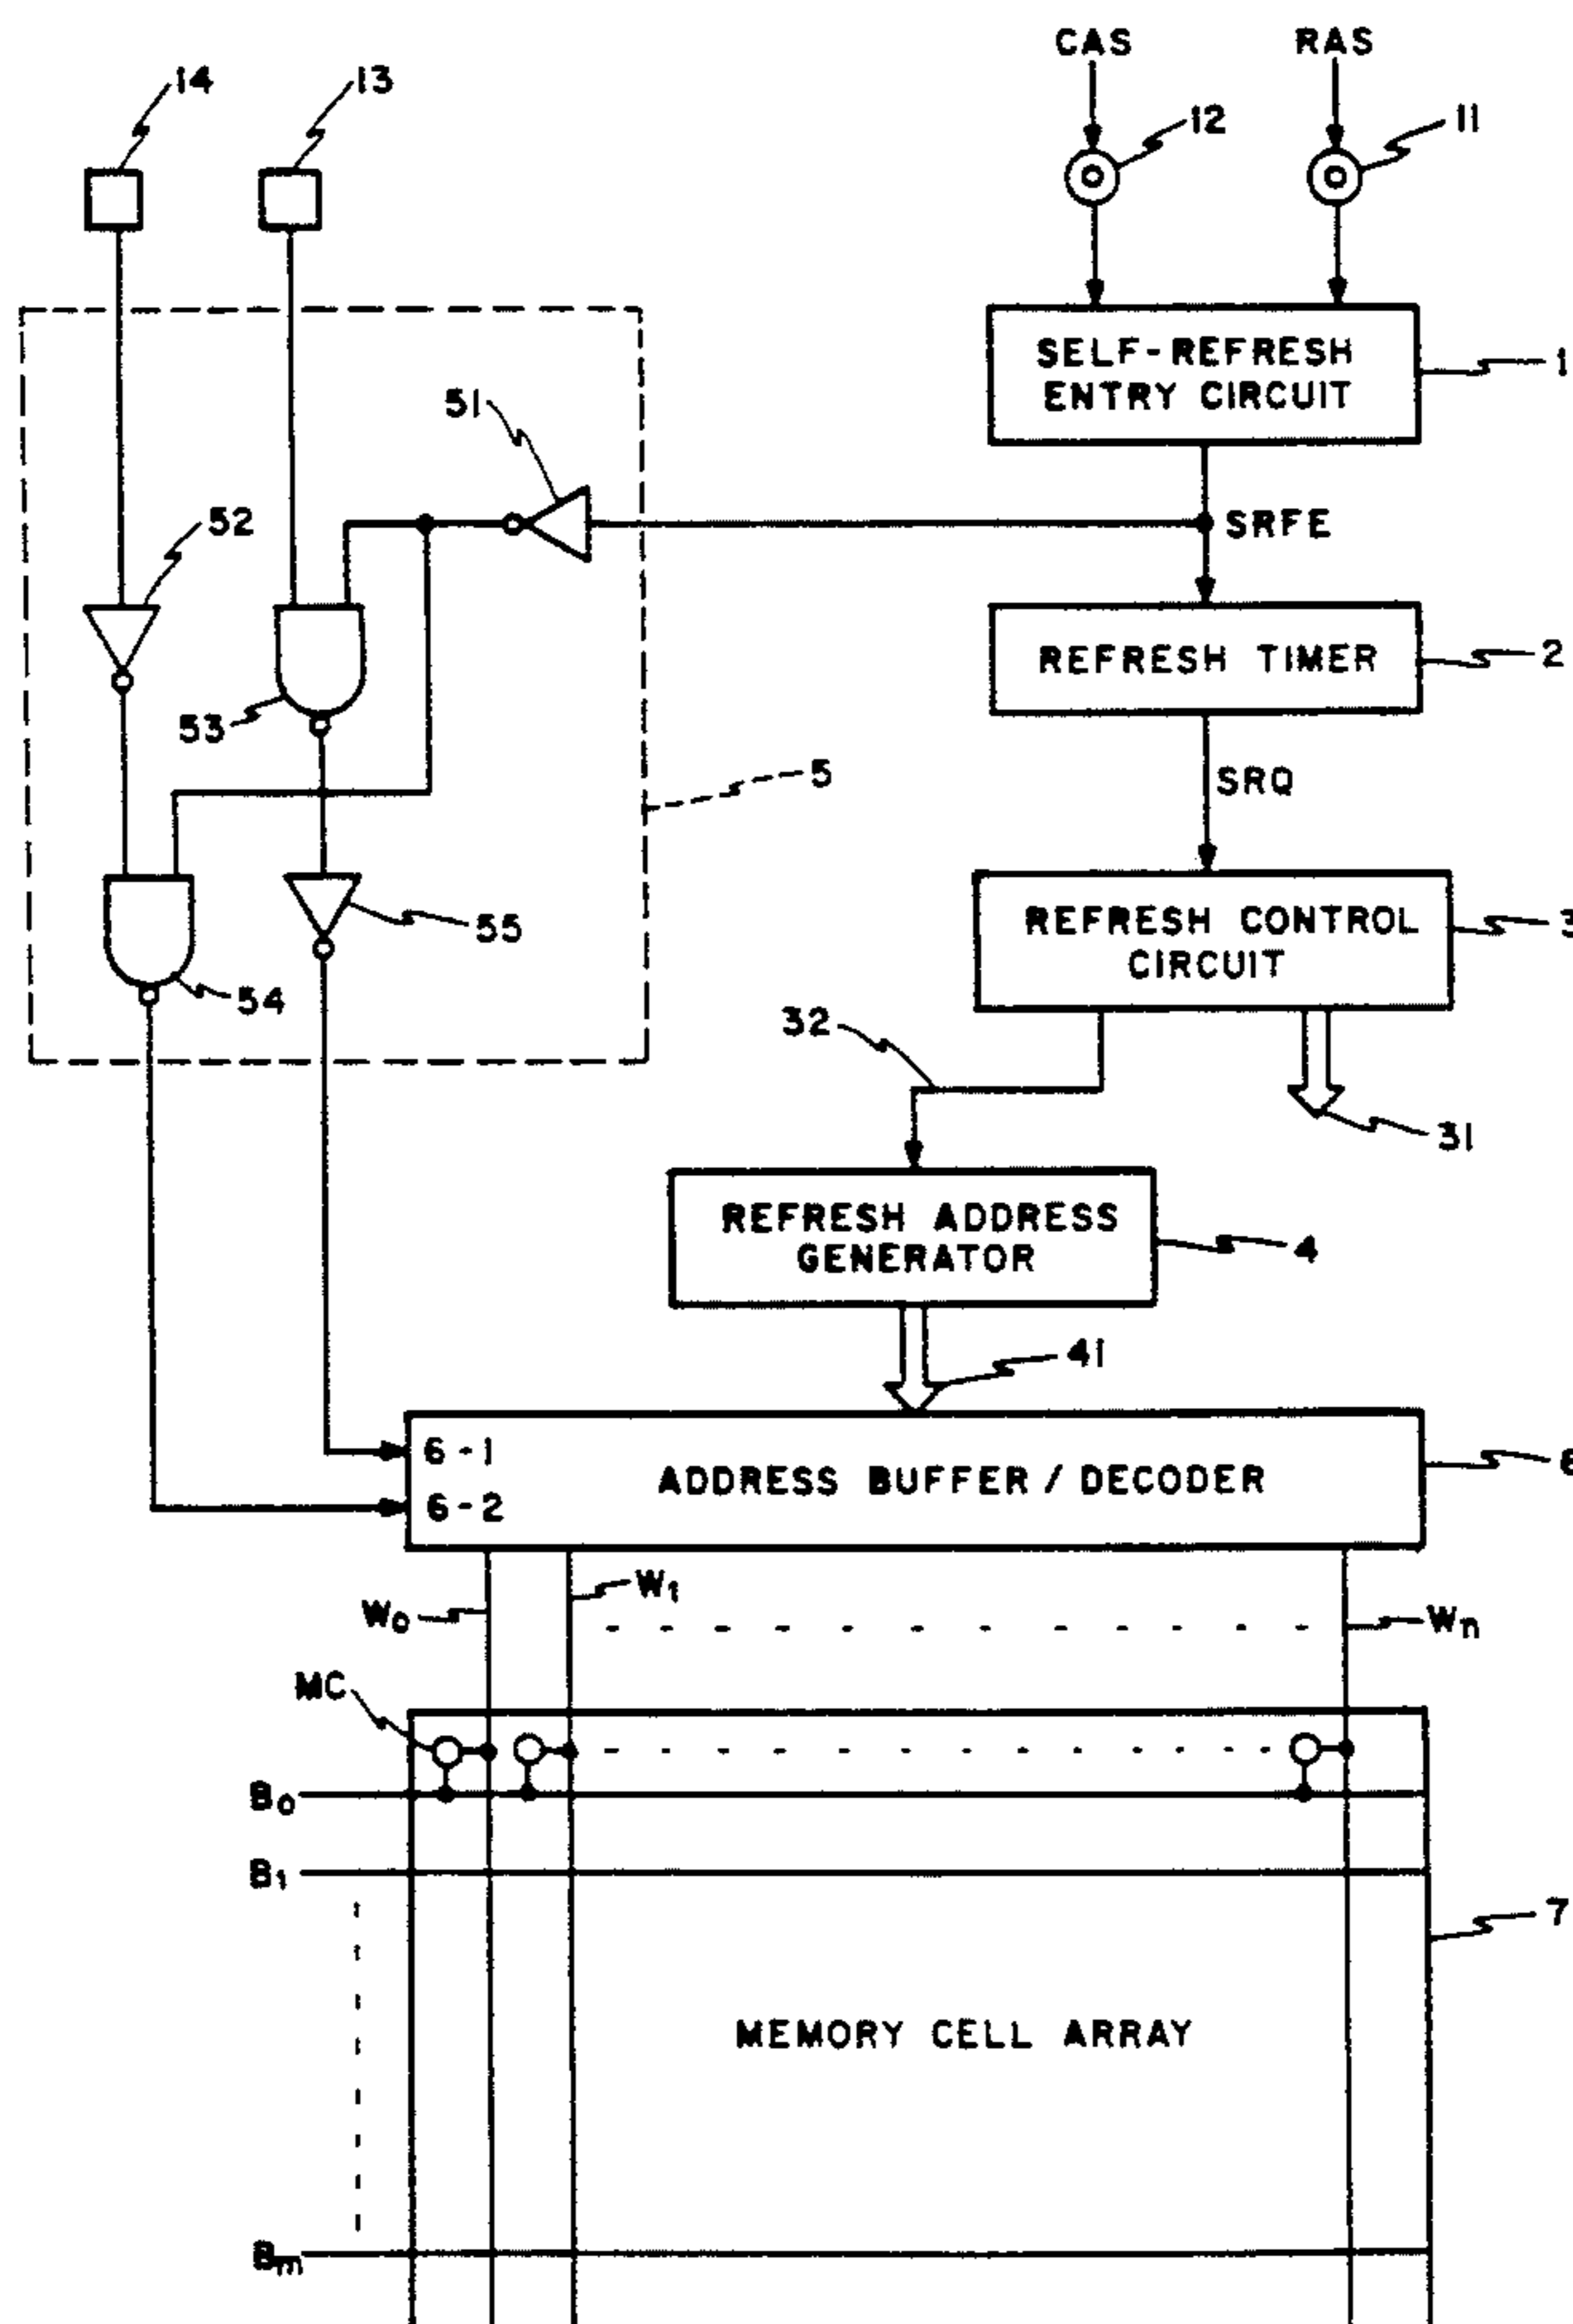 CAS
RAS
14
13
12
11
SELF-REFRESH
ENTRY CIRCUIT
1
51
52
SRFE
REFRESH TIMER
2
53
5
SRQ
55
REFRESH CONTROL
CIRCUIT
3
54
32
31
REFRESH ADDRESS
GENERATOR
4
41
6-1
ADDRESS BUFFER / DECODER
6
6-2
W0
W1
Wn
MC
B0
B1
7
MEMORY CELL ARRAY
Bm